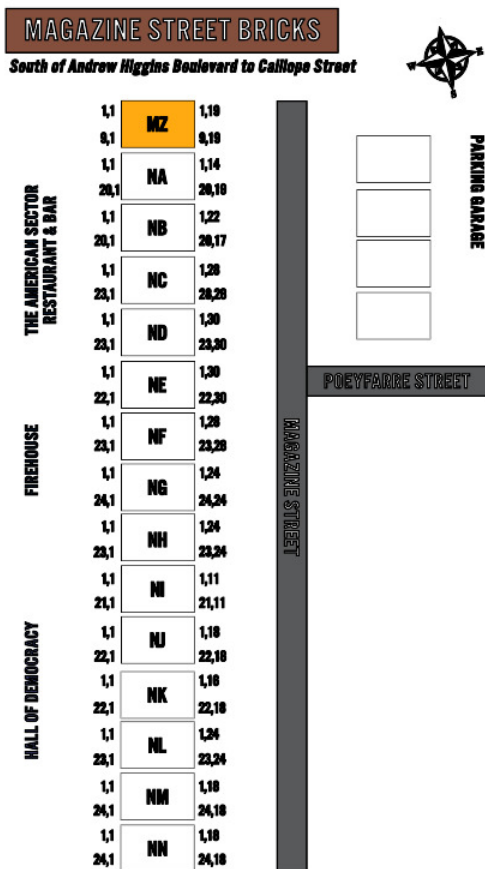 MAGAZINE STREET BRICKS
South of Andrew Higgins Boulevard to Calliope Street
1,1 MZ 1,19
9,1 9,19
1,1 NA 1,14
20,1 20,19
1,1 NB 1,22
20,1 20,17
1,1 NC 1,28
23,1 28,28
1,1 ND 1,30
23,1 23,30
1,1 NE 1,30
22,1 22,30
1,1 NF 1,28
23,1 23,28
1,1 NG 1,24
24,1 24,24
1,1 NH 1,24
23,1 23,24
1,1 NI 1,11
21,1 21,11
1,1 NJ 1,18
22,1 22,18
1,1 NK 1,18
22,1 22,18
1,1 NL 1,24
23,1 23,24
1,1 NM 1,18
24,1 24,18
1,1 NN 1,18
24,1 24,18
THE AMERICAN SECTOR
RESTAURANT & BAR
FIREHOUSE
HALL OF DEMOCRACY
MAGAZINE STREET
POEYFARRE STREET
PARKING GARAGE
N
E
S
W